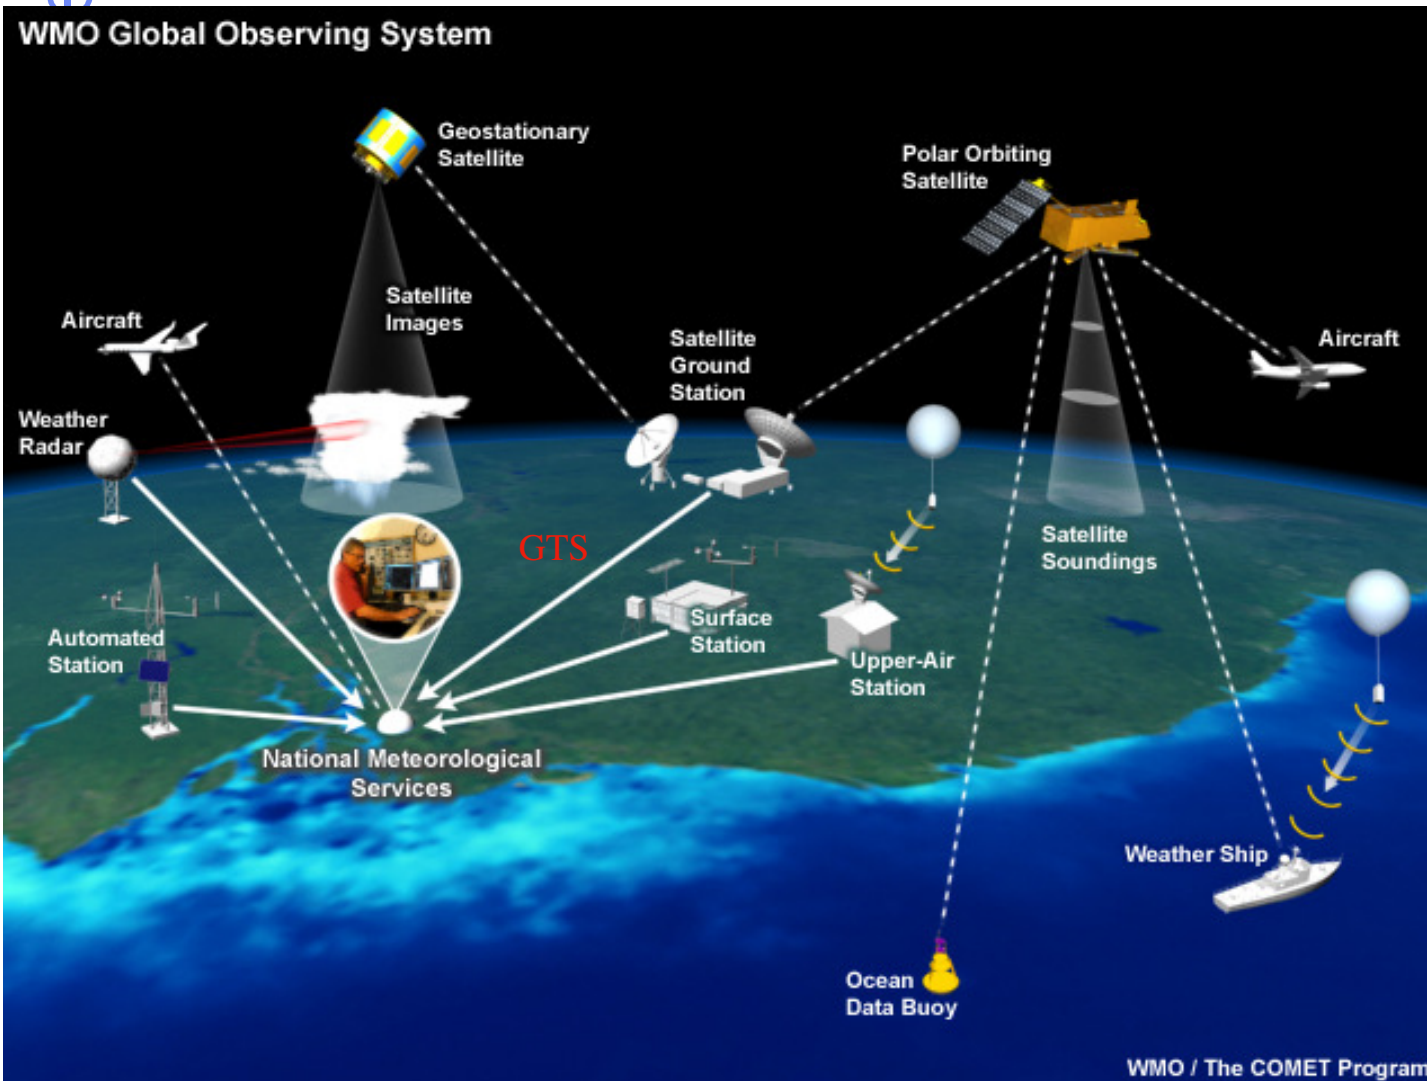 WMO Global Observing System
Geostationary
Satellite
Polar Orbiting
Satellite
Satellite
Images
Aircraft
Satellite
Ground
Station
Aircraft
Weather
Radar
GTS
Satellite
Soundings
Automated
Station
Surface
Station
Upper-Air
Station
National Meteorological
Services
Weather Ship
Ocean
Data Buoy
WMO / The COMET Program